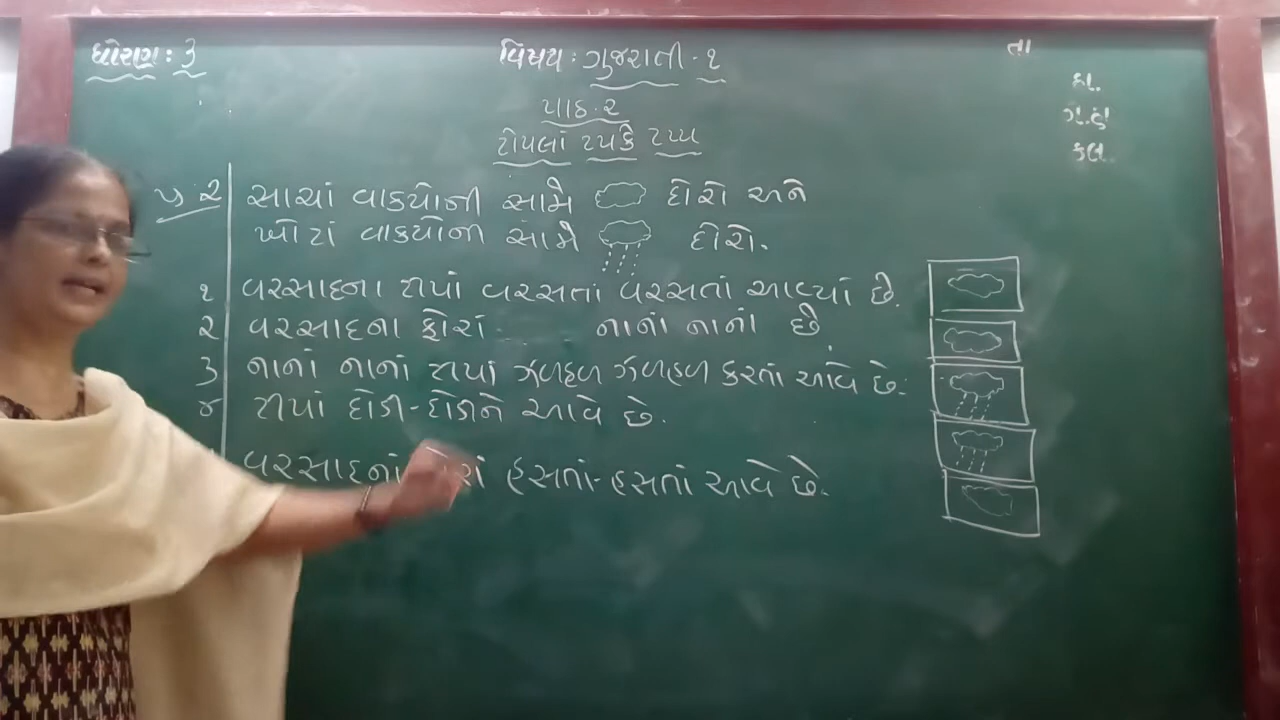 ધોરણ : ૩
વિષય : ગુજરાતી - ૧
તા
હા.
ગે.હા
કુલ
પાઠ - ૨
ટીપલાં ટપકે ટપ્પ
પ્ર ૨ સાચાં વાક્યોની સામે દોરો અને
ખોટાં વાક્યોની સામે દોરો.
૧ વરસાદના ટીપાં વરસતાં વરસતાં આવ્યાં છે.
૨ વરસાદના ફોરાં નાનાં નાનાં છે
૩ નાનાં નાનાં ટીપાં ઝળહળ ઝળહળ કરતાં આવે છે.
૪ ટીપાં દોડી-દોડીને આવે છે.
વરસાદનાં હસતાં-હસતાં આવે છે.